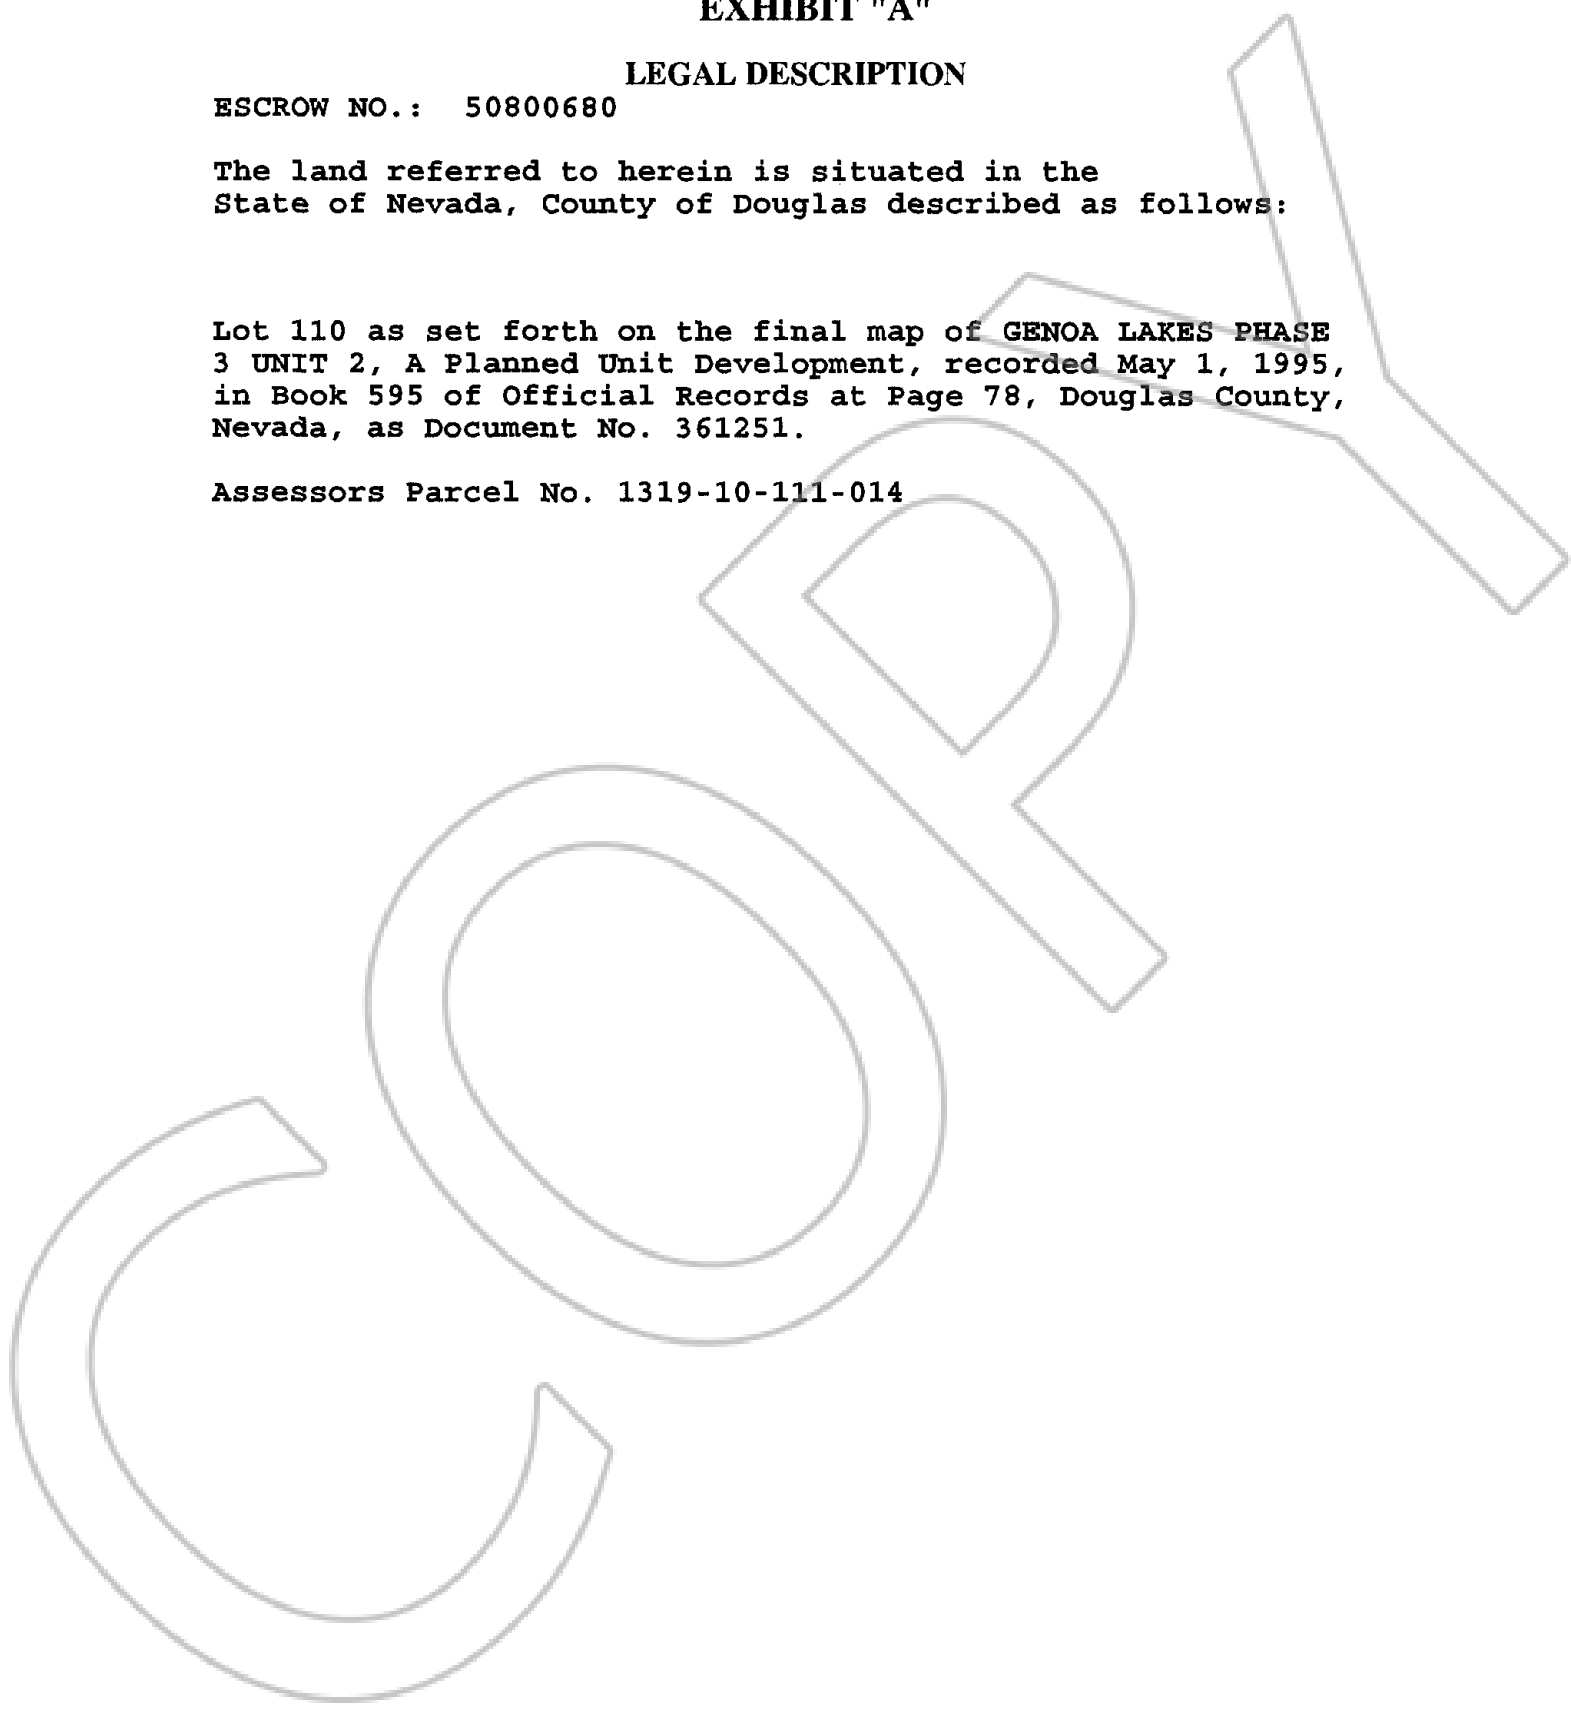 EXHIBIT "A"
LEGAL DESCRIPTION
ESCROW NO.: 50800680
The land referred to herein is situated in the
State of Nevada, County of Douglas described as follows:
Lot 110 as set forth on the final map of GENOA LAKES PHASE
3 UNIT 2, A Planned Unit Development, recorded May 1, 1995,
in Book 595 of Official Records at Page 78, Douglas County,
Nevada, as Document No. 361251.
Assessors Parcel No. 1319-10-111-014
COPY